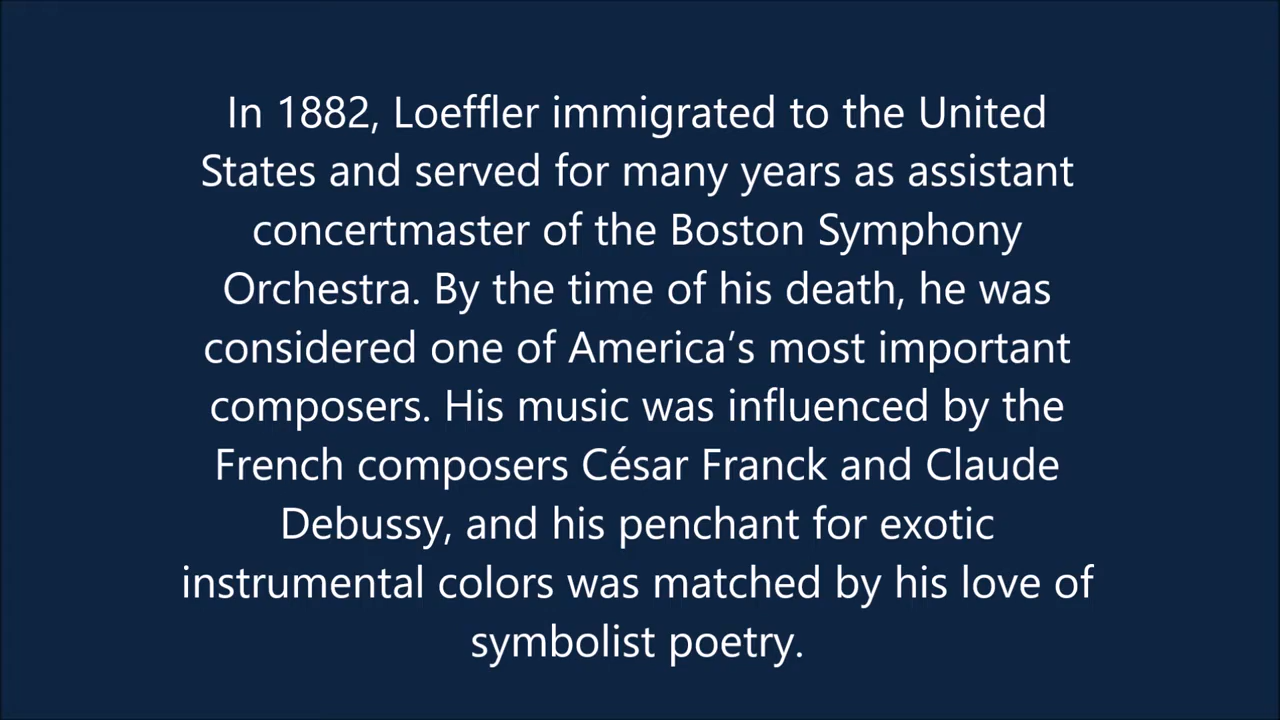 In 1882, Loeffler immigrated to the United
States and served for many years as assistant
concertmaster of the Boston Symphony
Orchestra. By the time of his death, he was
considered one of America’s most important
composers. His music was influenced by the
French composers César Franck and Claude
Debussy, and his penchant for exotic
instrumental colors was matched by his love of
symbolist poetry.